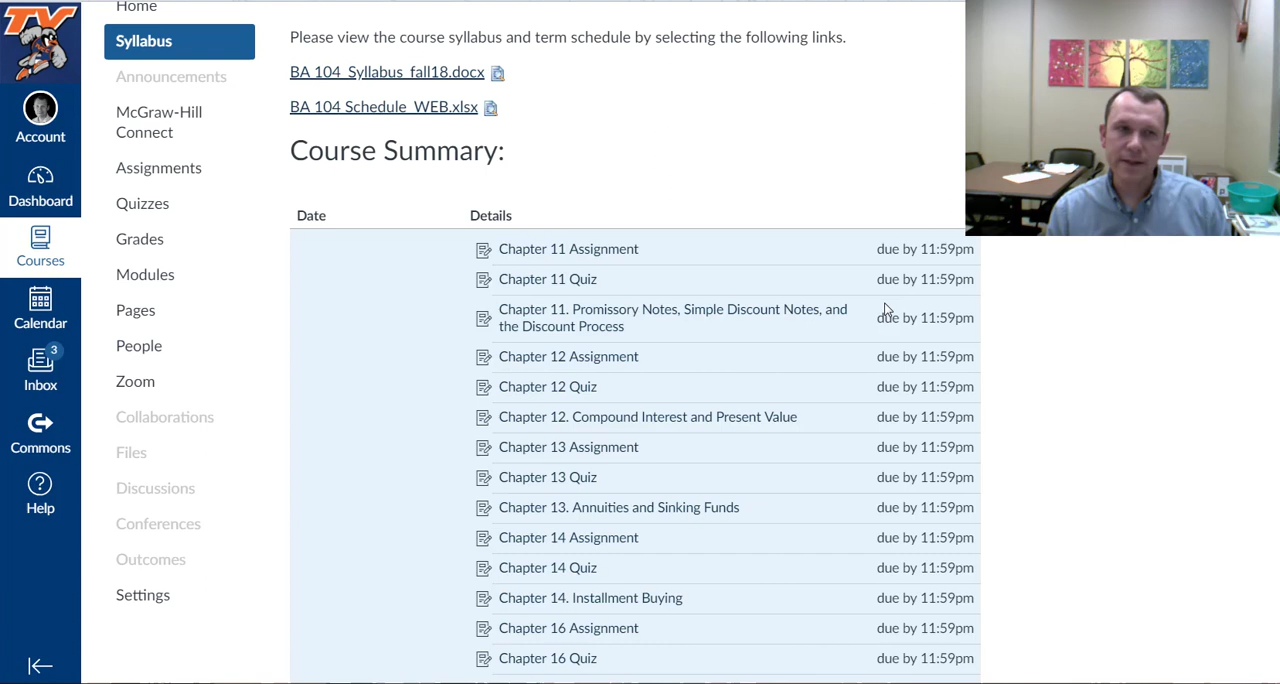 TV
Home
Syllabus
Announcements
McGraw-Hill
Connect
Assignments
Quizzes
Grades
Modules
Pages
People
Zoom
Collaborations
Files
Discussions
Conferences
Outcomes
Settings
Account
Dashboard
Courses
Calendar
3
Inbox
Commons
Help
Please view the course syllabus and term schedule by selecting the following links.
BA 104_Syllabus_fall18.docx
BA 104 Schedule_WEB.xlsx
Course Summary:
Date Details
Chapter 11 Assignment due by 11:59pm
Chapter 11 Quiz due by 11:59pm
Chapter 11. Promissory Notes, Simple Discount Notes, and
the Discount Process due by 11:59pm
Chapter 12 Assignment due by 11:59pm
Chapter 12 Quiz due by 11:59pm
Chapter 12. Compound Interest and Present Value due by 11:59pm
Chapter 13 Assignment due by 11:59pm
Chapter 13 Quiz due by 11:59pm
Chapter 13. Annuities and Sinking Funds due by 11:59pm
Chapter 14 Assignment due by 11:59pm
Chapter 14 Quiz due by 11:59pm
Chapter 14. Installment Buying due by 11:59pm
Chapter 16 Assignment due by 11:59pm
Chapter 16 Quiz due by 11:59pm